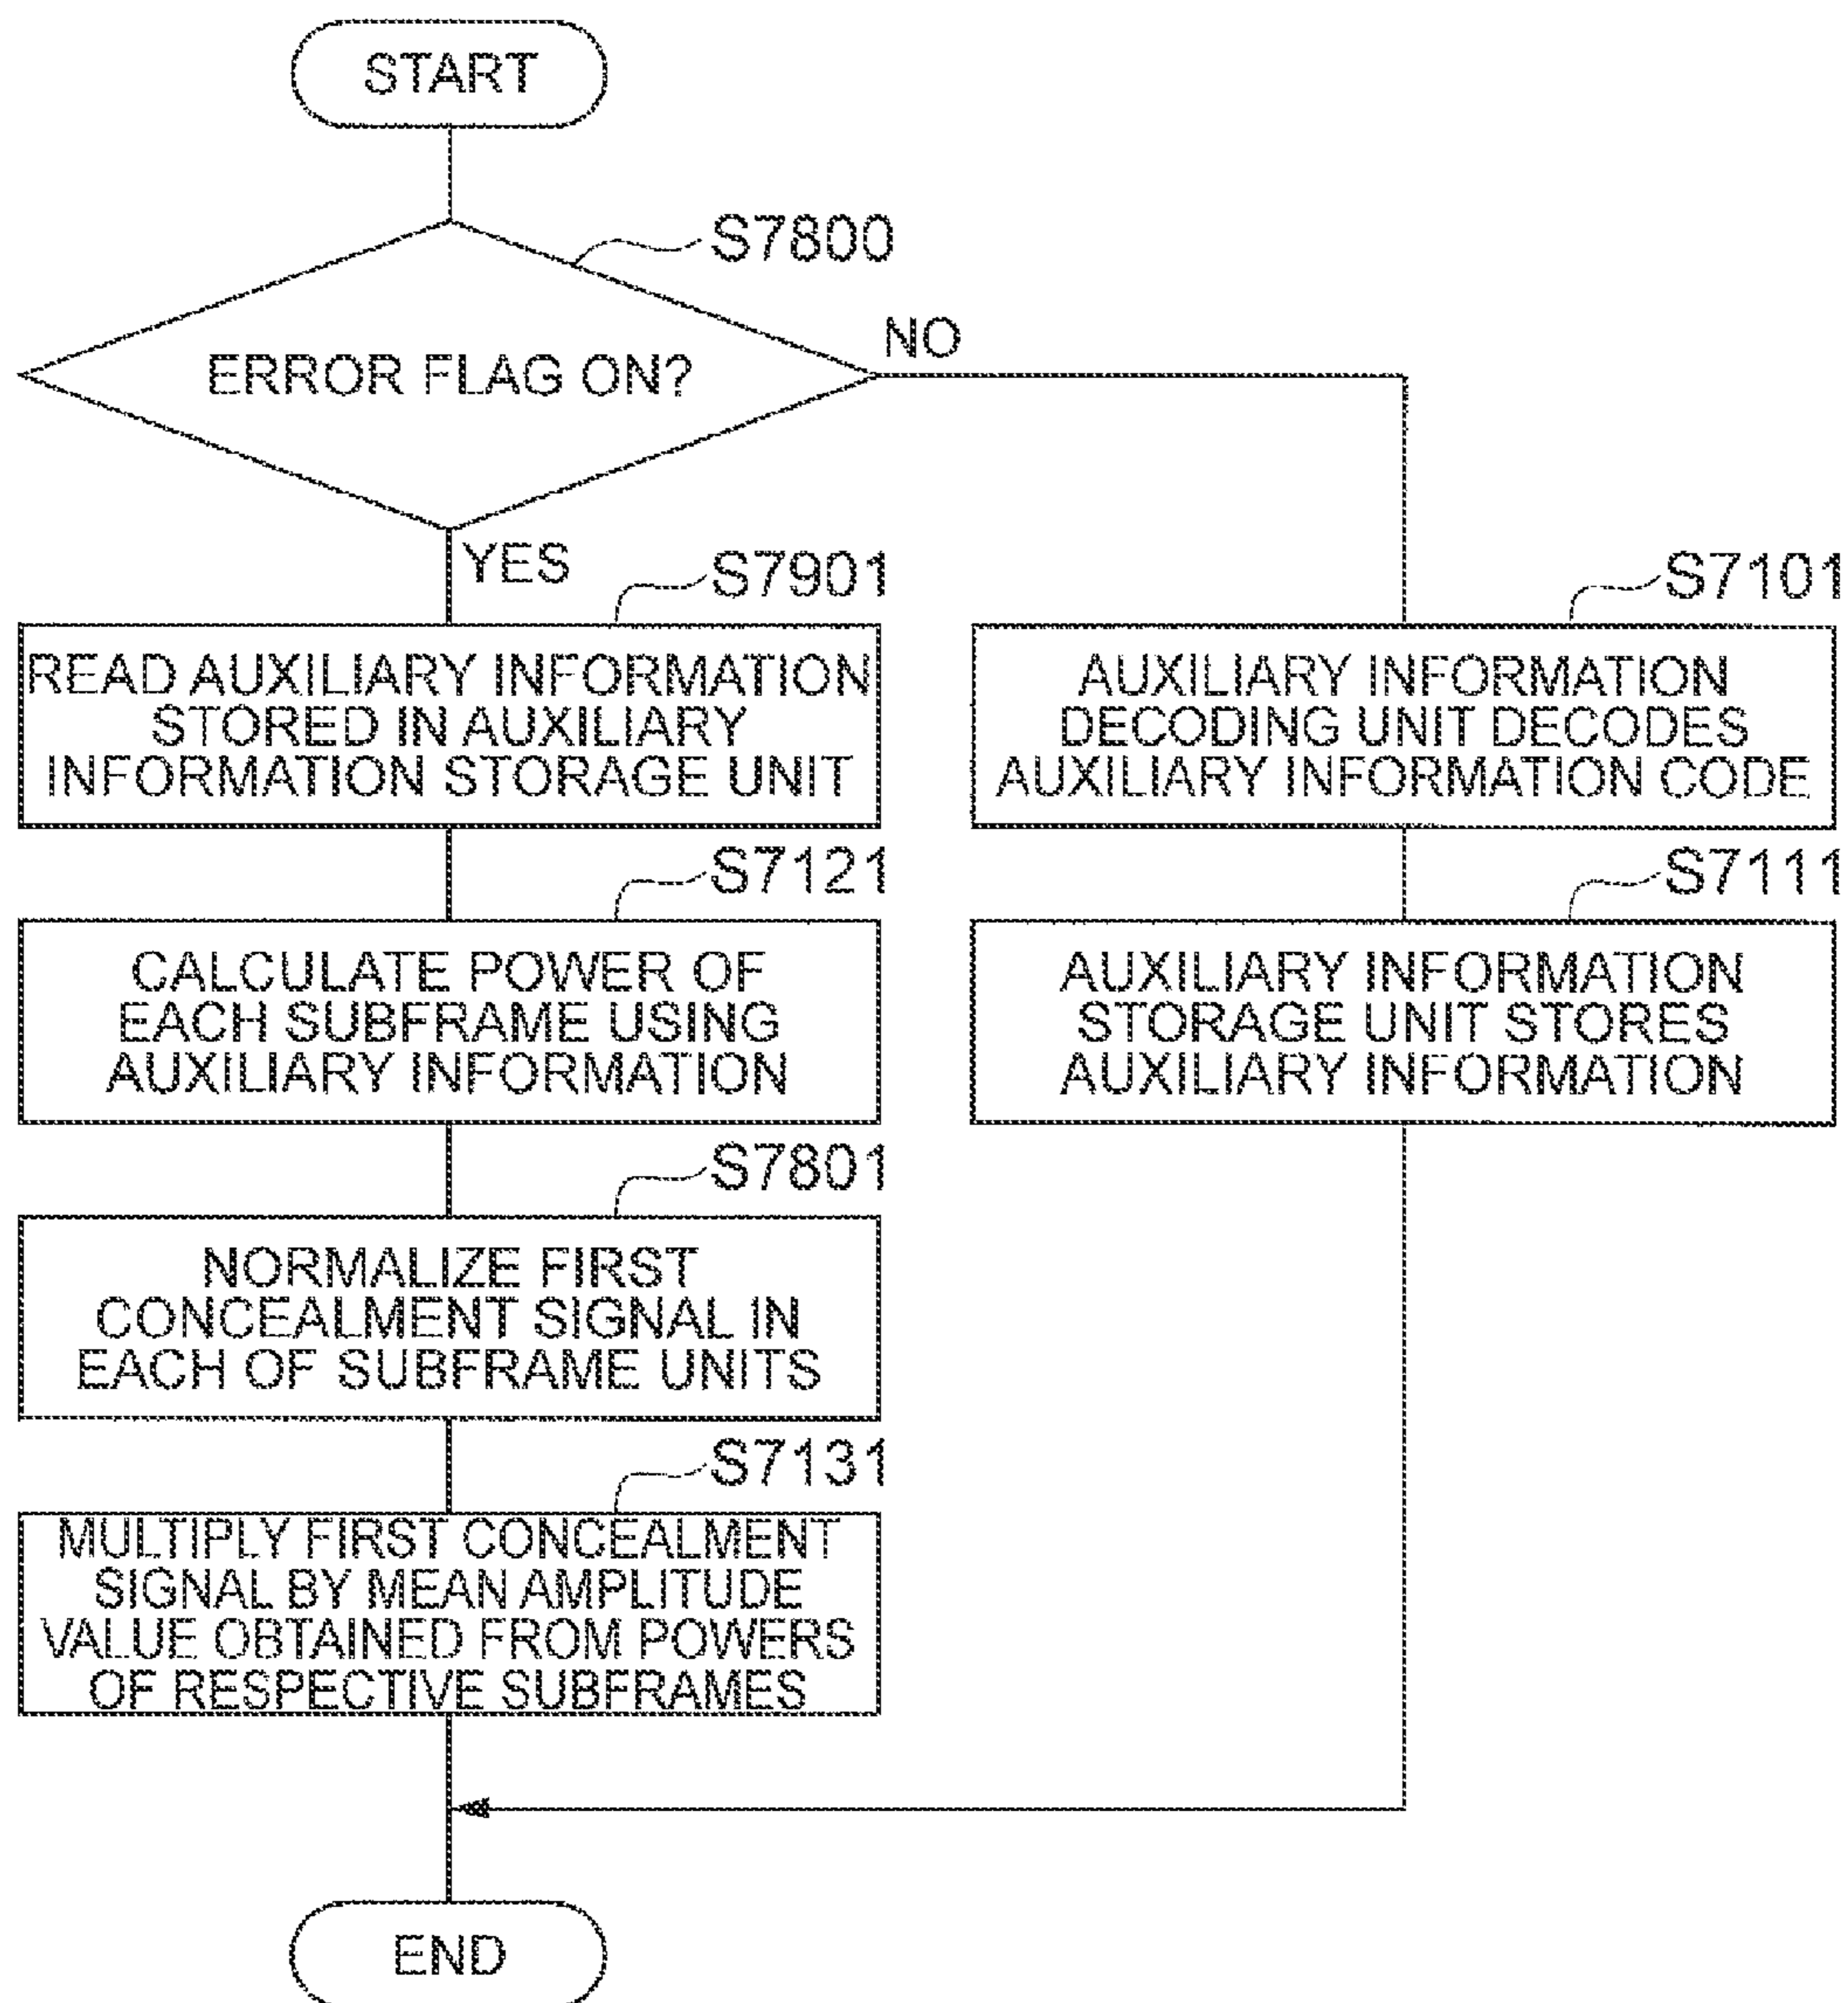 START
S7800
ERROR FLAG ON?
NO
YES
S7901
READ AUXILIARY INFORMATION
STORED IN AUXILIARY
INFORMATION STORAGE UNIT
S7121
CALCULATE POWER OF
EACH SUBFRAME USING
AUXILIARY INFORMATION
S7801
NORMALIZE FIRST
CONCEALMENT SIGNAL IN
EACH OF SUBFRAME UNITS
S7131
MULTIPLY FIRST CONCEALMENT
SIGNAL BY MEAN AMPLITUDE
VALUE OBTAINED FROM POWERS
OF RESPECTIVE SUBFRAMES
S7101
AUXILIARY INFORMATION
DECODING UNIT DECODES
AUXILIARY INFORMATION CODE
S7111
AUXILIARY INFORMATION
STORAGE UNIT STORES
AUXILIARY INFORMATION
END